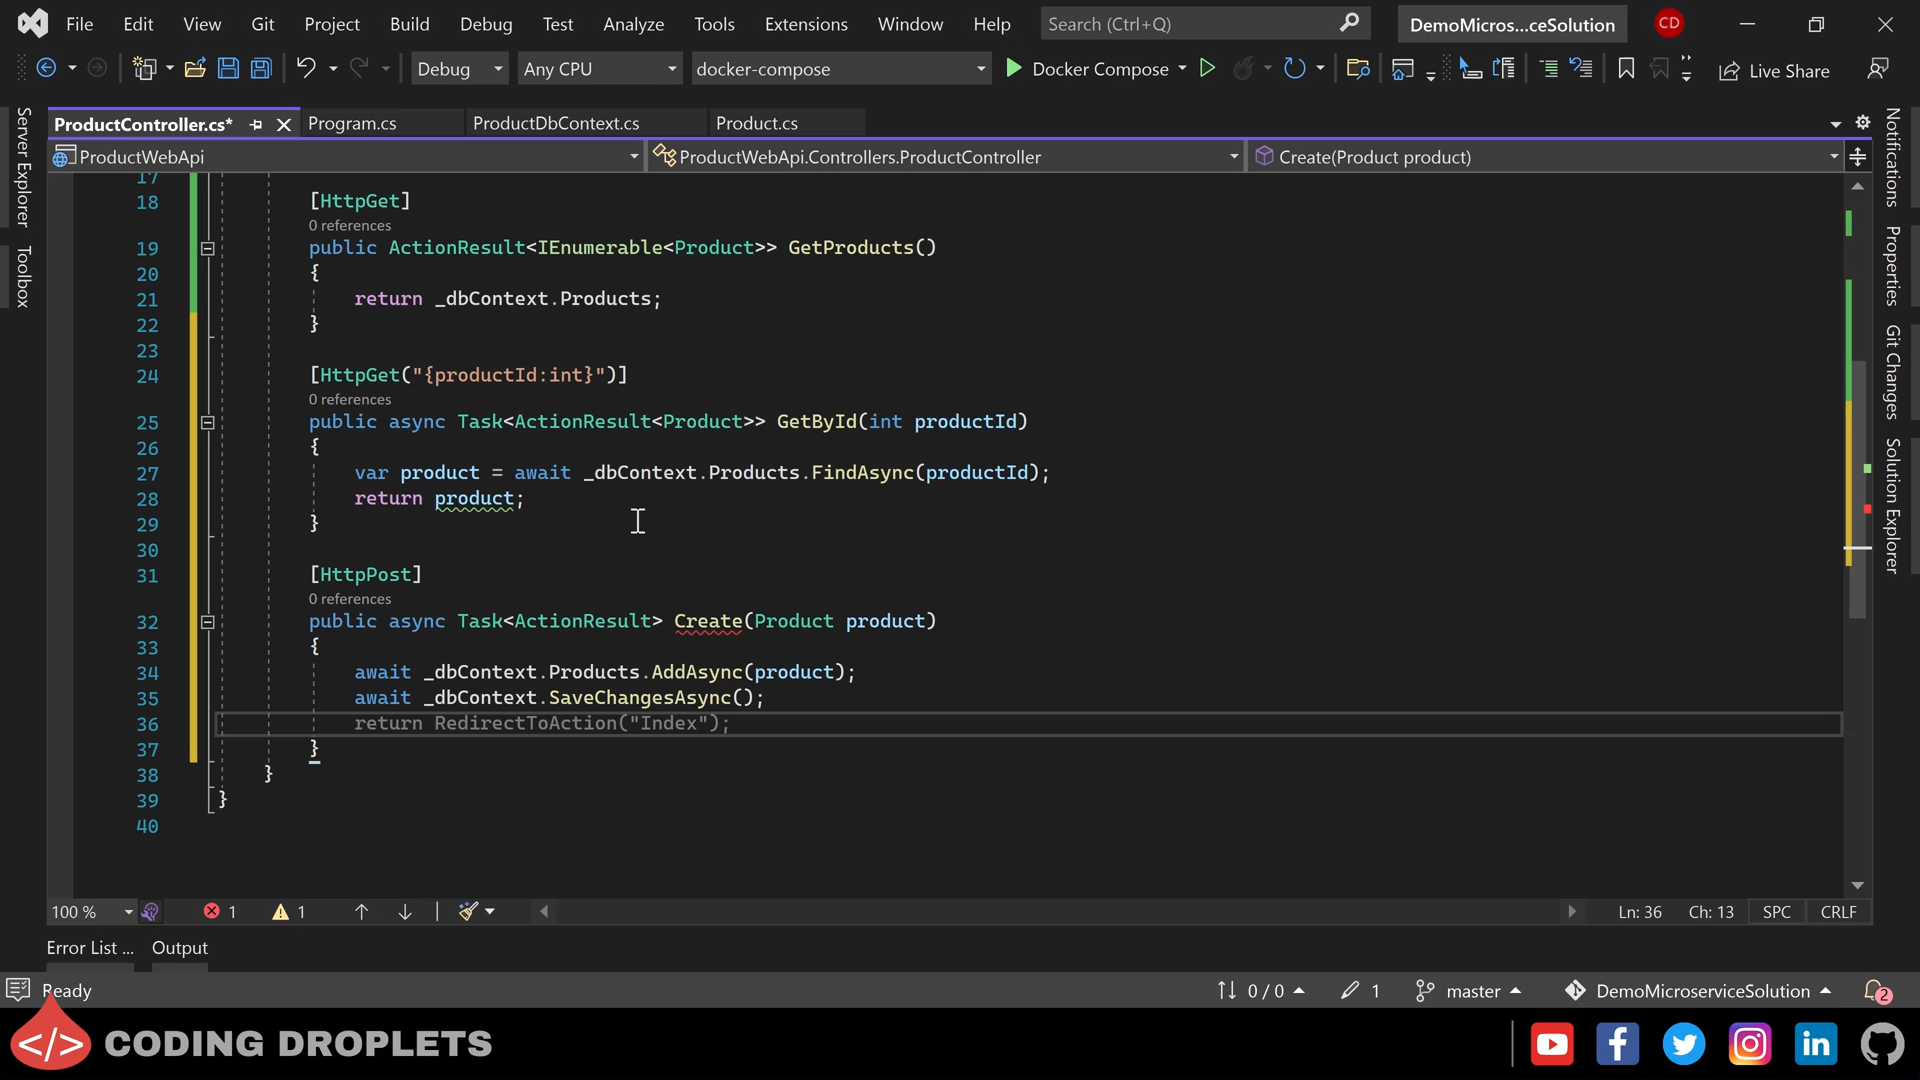 File Edit View Git Project Build Debug Test Analyze Tools Extensions Window Help Search (Ctrl+Q) DemoMicros...ceSolution CD
Debug Any CPU docker-compose Docker Compose Live Share
ProductController.cs* Program.cs ProductDbContext.cs Product.cs
ProductWebApi ProductWebApi.Controllers.ProductController Create(Product product)
Server Explorer
Toolbox
Notifications
Properties
Git Changes
Solution Explorer
17
18 [HttpGet]
0 references
19 public ActionResult<IEnumerable<Product>> GetProducts()
20 {
21 return _dbContext.Products;
22 }
23
24 [HttpGet("{productId:int}")]
0 references
25 public async Task<ActionResult<Product>> GetById(int productId)
26 {
27 var product = await _dbContext.Products.FindAsync(productId);
28 return product;
29 }
30
31 [HttpPost]
0 references
32 public async Task<ActionResult> Create(Product product)
33 {
34 await _dbContext.Products.AddAsync(product);
35 await _dbContext.SaveChangesAsync();
36 return RedirectToAction("Index");
37 }
38 }
39 }
40
100 % 1 1 Ln: 36 Ch: 13 SPC CRLF
Error List ... Output
Ready 0 / 0 1 master DemoMicroserviceSolution 2
</> CODING DROPLETS